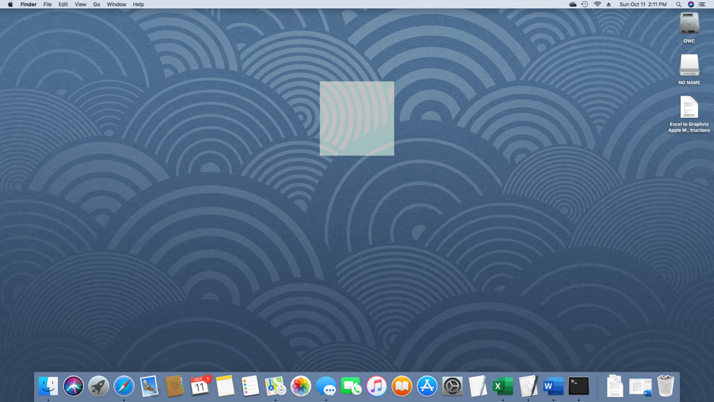 Finder File Edit View Go Window Help
Sun Oct 11 2:11 PM
OWC
NO NAME
DOCX
Excel to Graphviz
Apple M...tructions
11